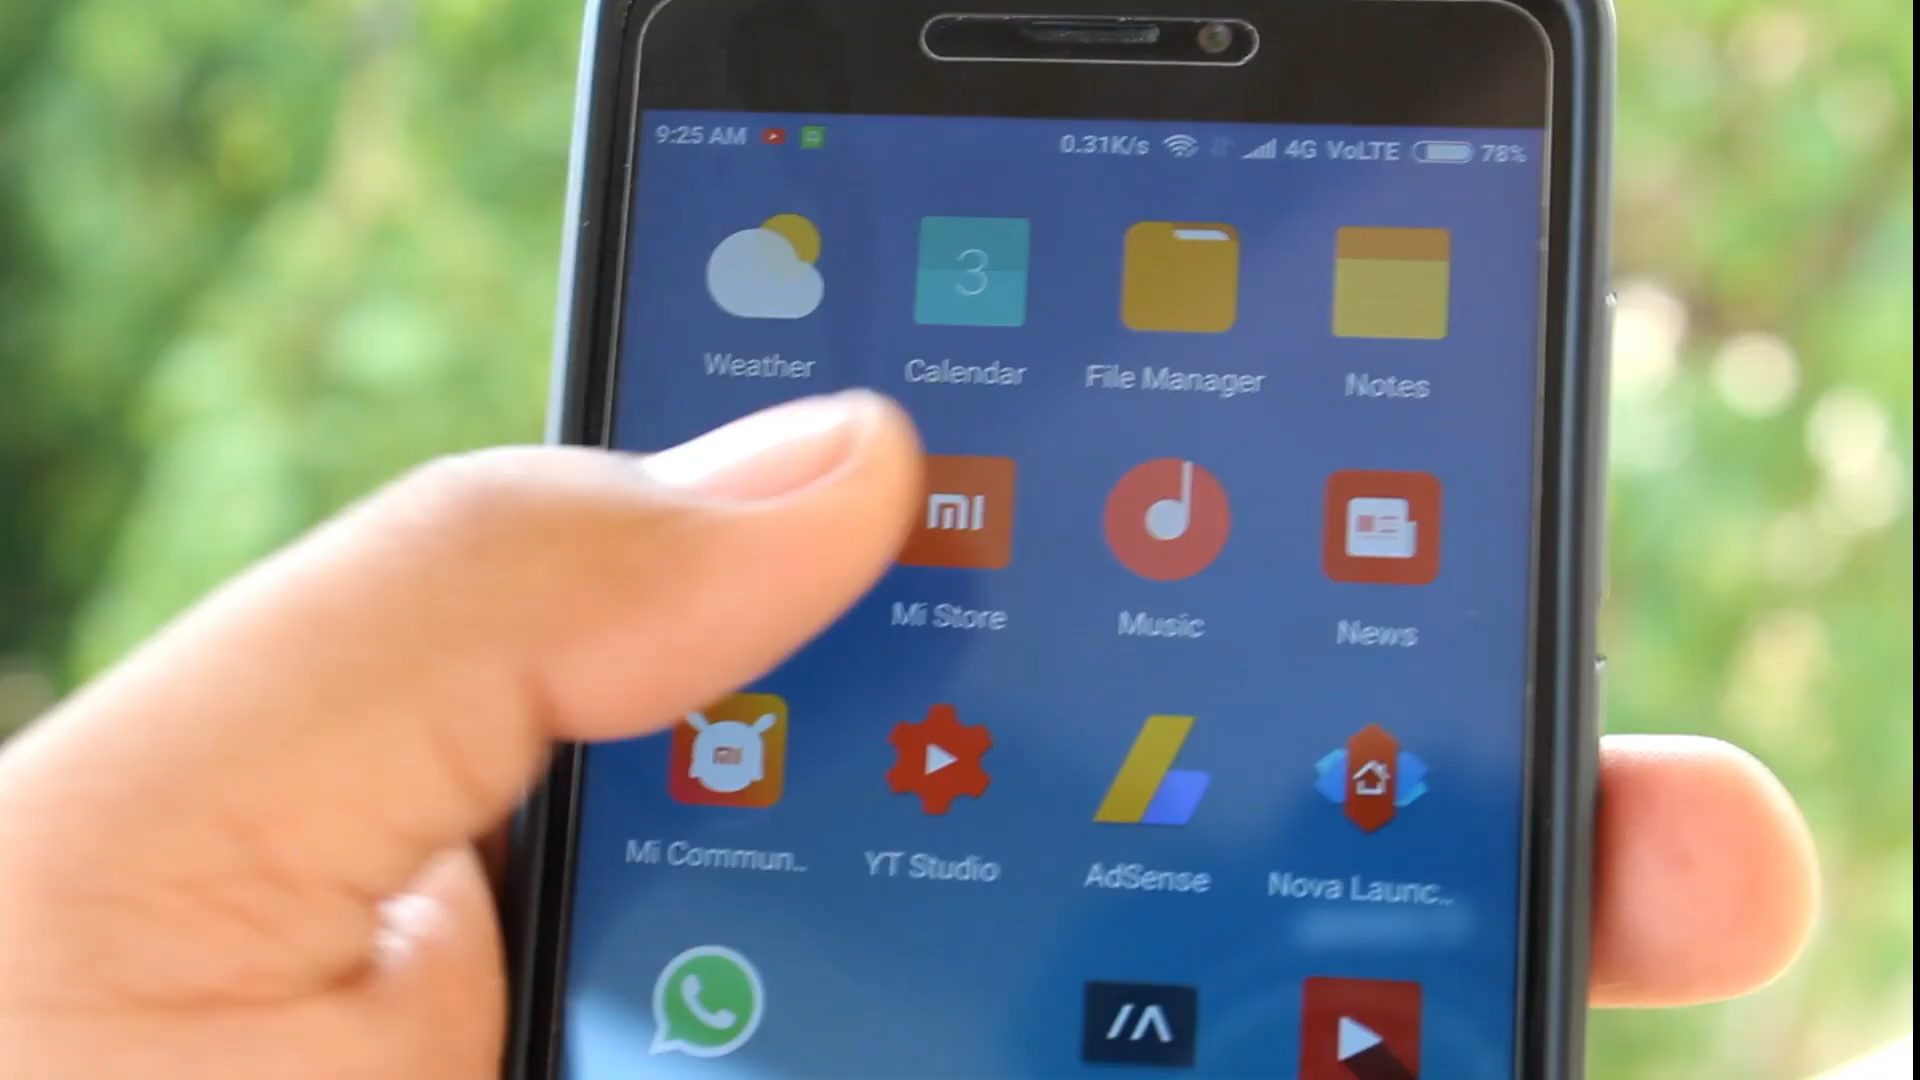 9:25 AM 0.31K/s 4G VoLTE 78%
3
Weather Calendar File Manager Notes
mi
Mi Store Music News
mi
Mi Commun.. YT Studio AdSense Nova Launc..